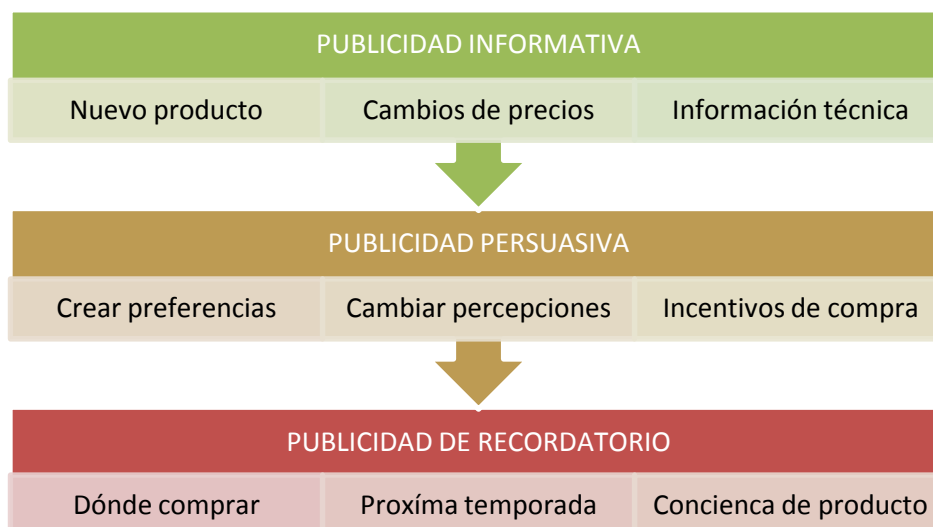 PUBLICIDAD INFORMATIVA
Nuevo producto Cambios de precios Información técnica
PUBLICIDAD PERSUASIVA
Crear preferencias Cambiar percepciones Incentivos de compra
PUBLICIDAD DE RECORDATORIO
Dónde comprar Proxíma temporada Concienca de producto